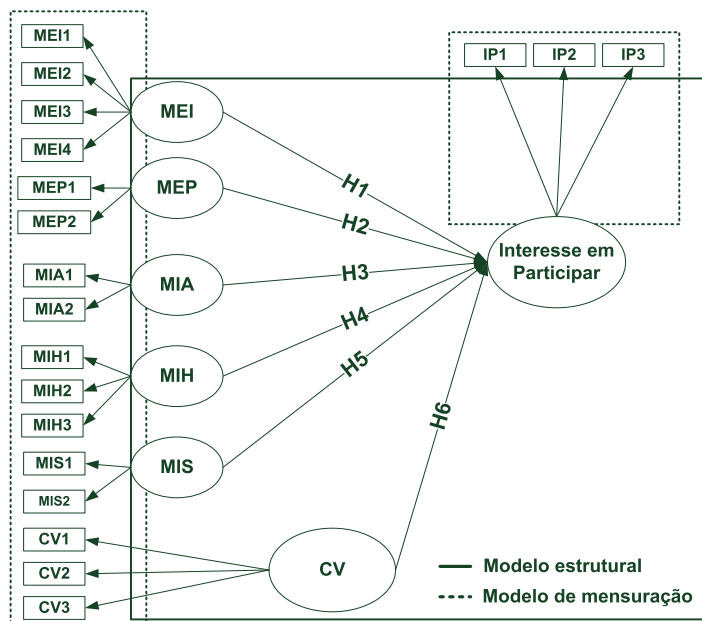 MEI1
MEI2
MEI3
MEI4
MEP1
MEP2
MIA1
MIA2
MIH1
MIH2
MIH3
MIS1
MIS2
CV1
CV2
CV3
MEI
MEP
MIA
MIH
MIS
CV
H1
H2
H3
H4
H5
H6
IP1 IP2 IP3
Interesse em
Participar
Modelo estrutural
Modelo de mensuração